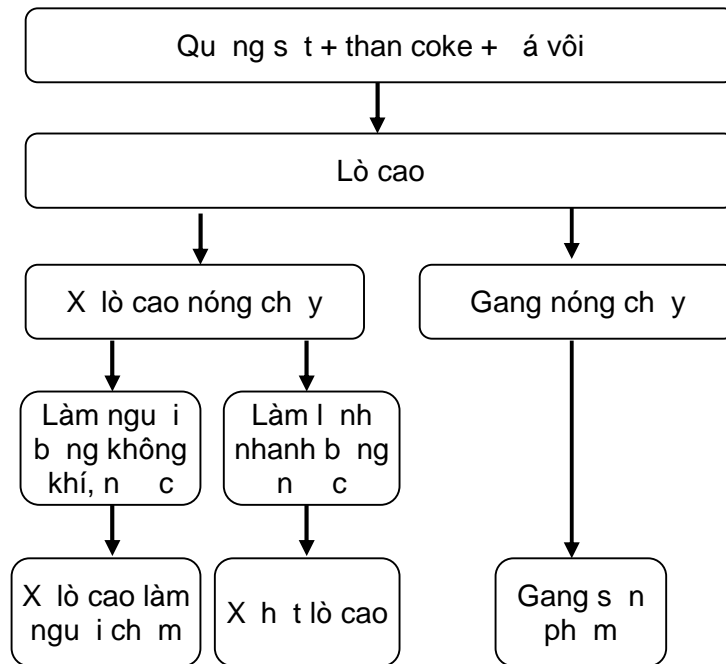 Qu ng s t + than coke + á vôi
Lò cao
X lò cao nóng ch y
Gang nóng ch y
Làm ngu i
b ng không
khí, n c
Làm l nh
nhanh b ng
n c
X lò cao làm
ngu i ch m
X h t lò cao
Gang s n
ph m